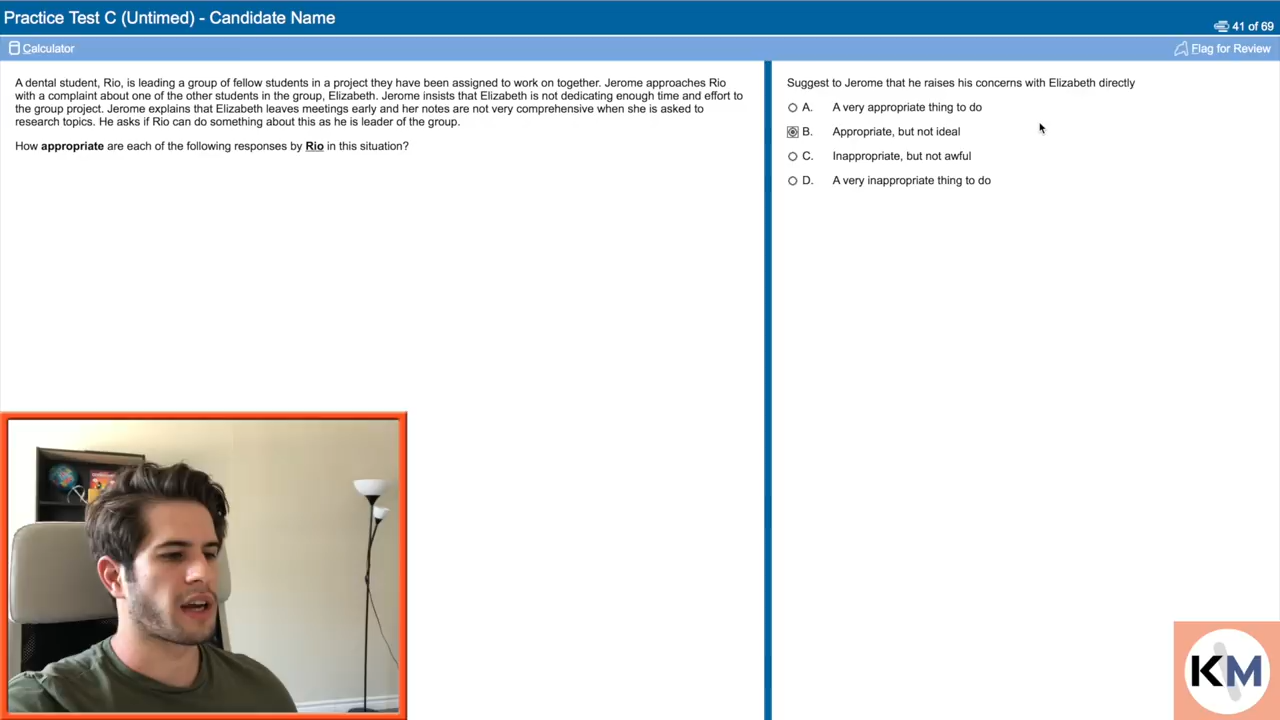 Practice Test C (Untimed) - Candidate Name
41 of 69
Calculator
Flag for Review
A dental student, Rio, is leading a group of fellow students in a project they have been assigned to work on together. Jerome approaches Rio
with a complaint about one of the other students in the group, Elizabeth. Jerome insists that Elizabeth is not dedicating enough time and effort to
the group project. Jerome explains that Elizabeth leaves meetings early and her notes are not very comprehensive when she is asked to
research topics. He asks if Rio can do something about this as he is leader of the group.
How appropriate are each of the following responses by Rio in this situation?
Suggest to Jerome that he raises his concerns with Elizabeth directly
A. A very appropriate thing to do
B. Appropriate, but not ideal
C. Inappropriate, but not awful
D. A very inappropriate thing to do
KM